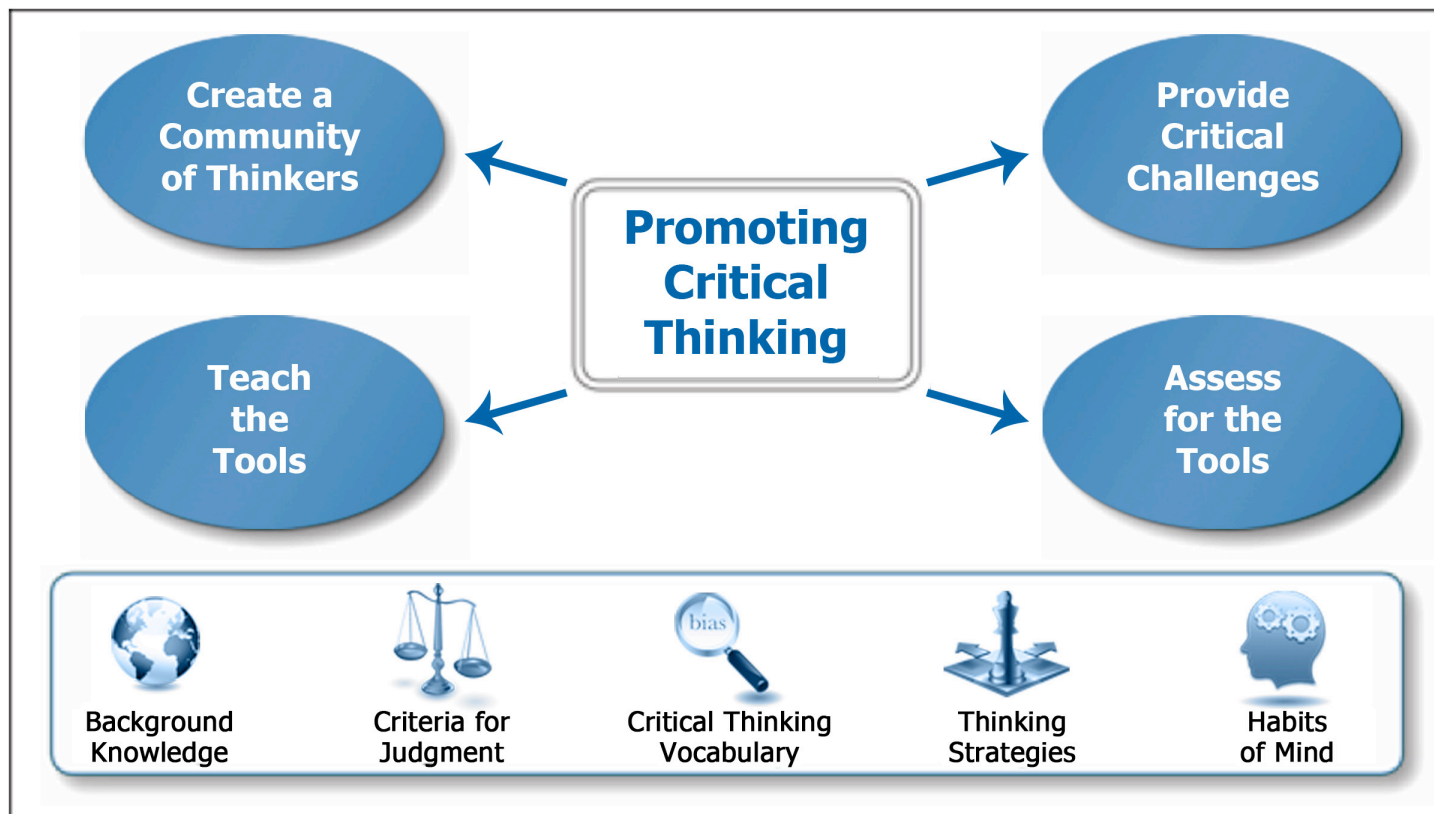 Create a
Community
of Thinkers
Provide
Critical
Challenges
Promoting
Critical
Thinking
Teach
the
Tools
Assess
for the
Tools
bias
Background
Knowledge
Criteria for
Judgment
Critical Thinking
Vocabulary
Thinking
Strategies
Habits
of Mind